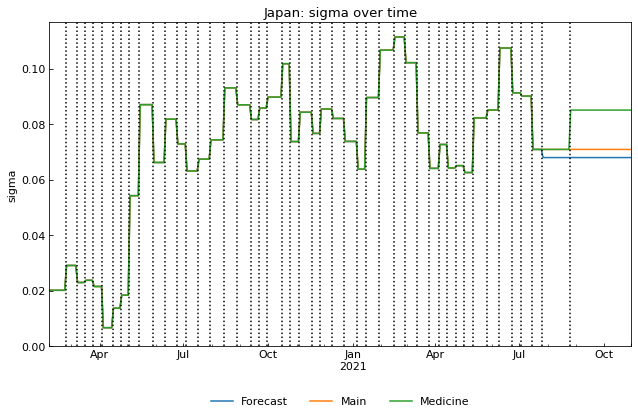 Japan: sigma over time
sigma
0.10
0.08
0.06
0.04
0.02
0.00
Apr Jul Oct Jan Apr Jul Oct
2021
Forecast Main Medicine